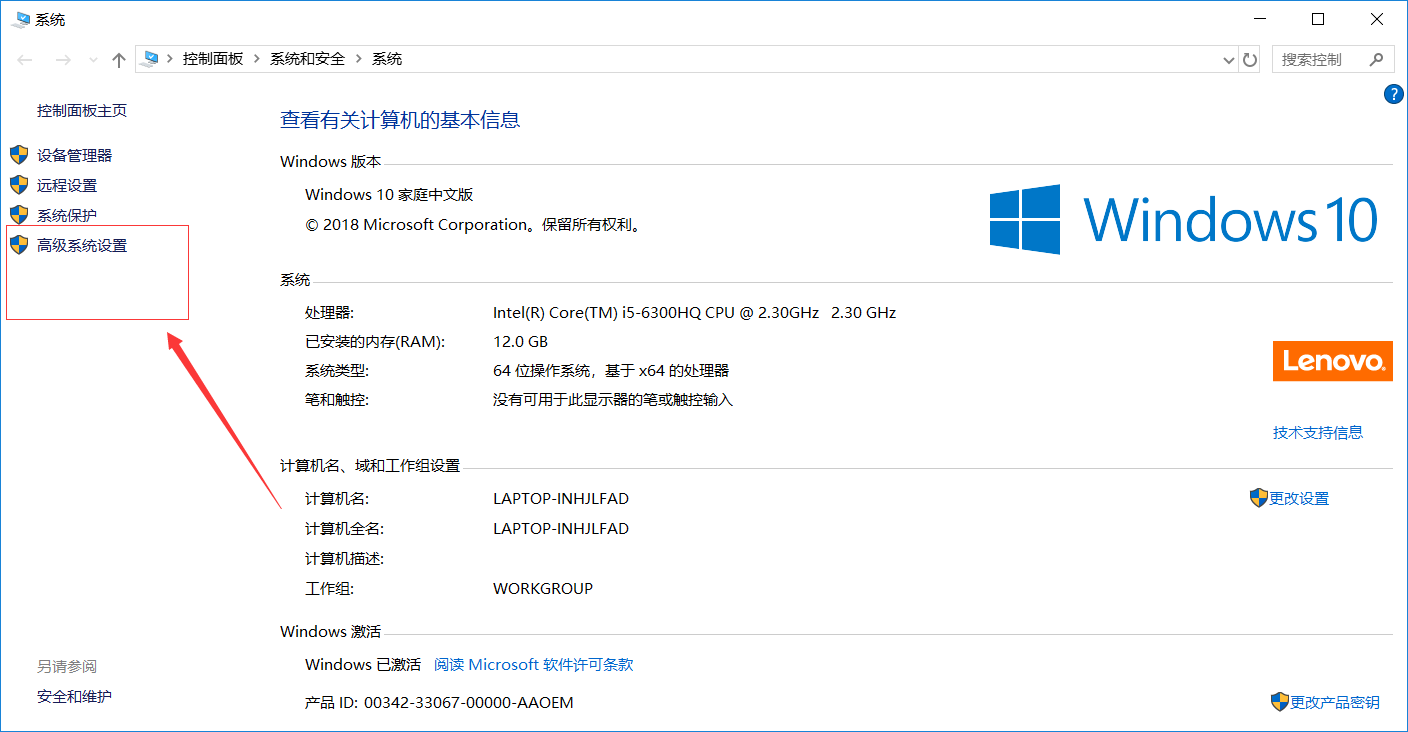 系统
控制面板 系统和安全 系统 搜索控制
?
控制面板主页
设备管理器
远程设置
系统保护
高级系统设置
查看有关计算机的基本信息
Windows 版本
Windows 10 家庭中文版
© 2018 Microsoft Corporation。保留所有权利。
Windows 10
系统
处理器: Intel(R) Core(TM) i5-6300HQ CPU @ 2.30GHz 2.30 GHz
已安装的内存(RAM): 12.0 GB
系统类型: 64 位操作系统，基于 x64 的处理器
笔和触控: 没有可用于此显示器的笔或触控输入
Lenovo
技术支持信息
计算机名、域和工作组设置
计算机名: LAPTOP-INHJLFAD 更改设置
计算机全名: LAPTOP-INHJLFAD
计算机描述:
工作组: WORKGROUP
Windows 激活
Windows 已激活 阅读 Microsoft 软件许可条款
产品 ID: 00342-33067-00000-AAOEM 更改产品密钥
另请参阅
安全和维护